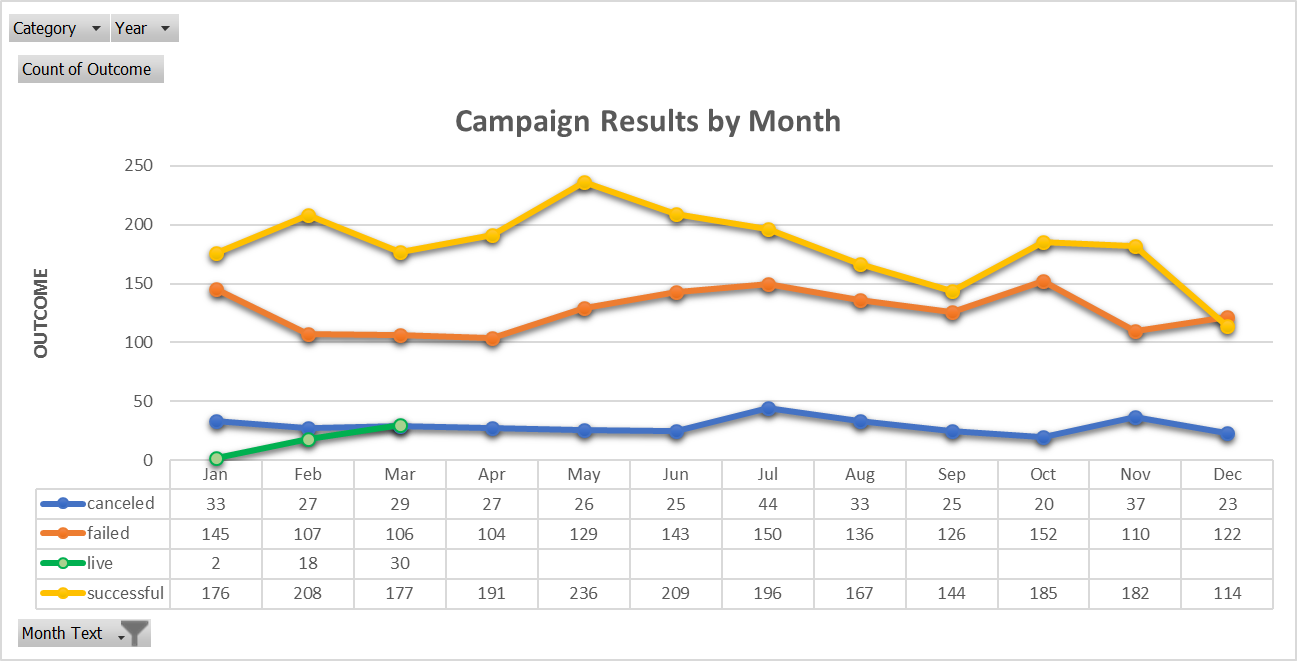 Category Year
Count of Outcome
Campaign Results by Month
OUTCOME
250
200
150
100
50
0
Jan Feb Mar Apr May Jun Jul Aug Sep Oct Nov Dec
canceled 33 27 29 27 26 25 44 33 25 20 37 23
failed 145 107 106 104 129 143 150 136 126 152 110 122
live 2 18 30
successful 176 208 177 191 236 209 196 167 144 185 182 114
Month Text